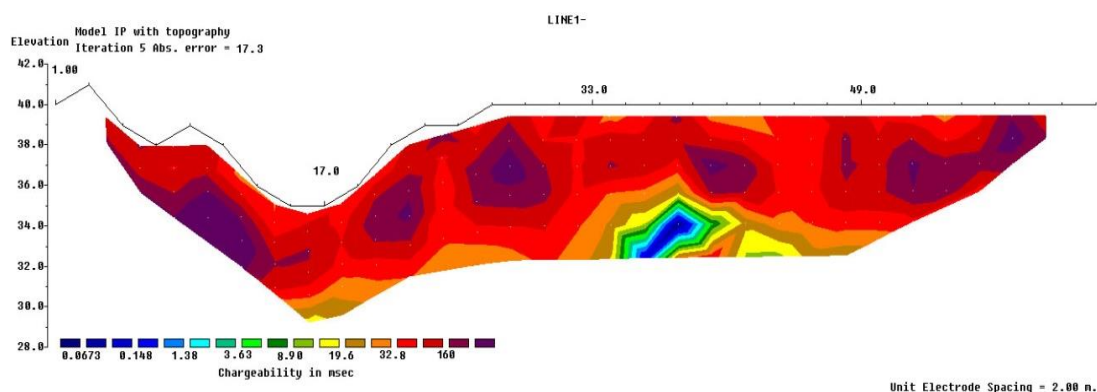 LINE1-
Model IP with topography
Elevation
Iteration 5 Abs. error = 17.3
42.0
1.00
33.0
49.0
40.0
38.0
17.0
36.0
34.0
32.0
30.0
28.0
0.0673 0.148 1.38 3.63 8.90 19.6 32.8 160
Chargeability in msec
Unit Electrode Spacing = 2.00 m.